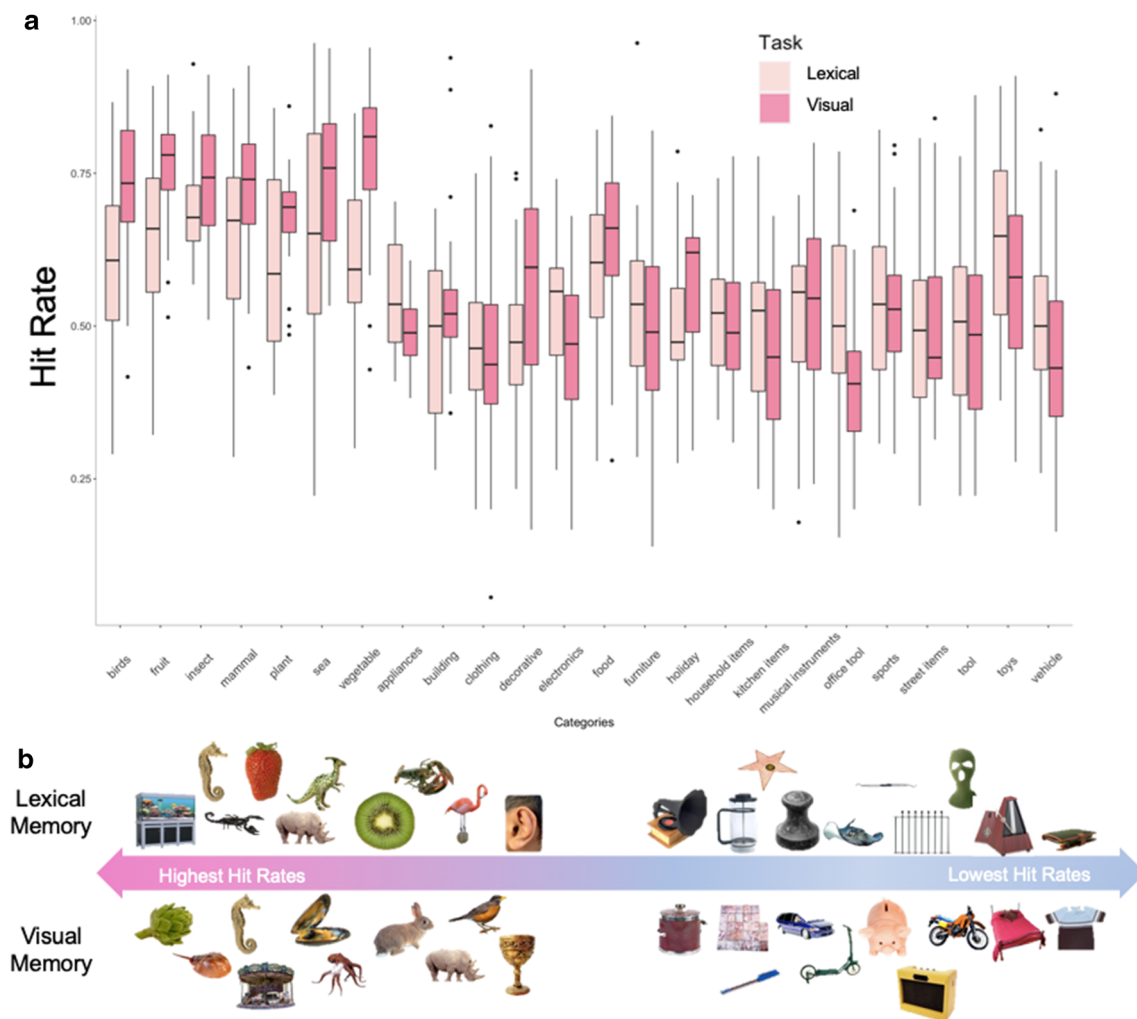 a
1.00
0.75
0.50
0.25
Hit Rate
Task
Lexical
Visual
birds
fruit
insect
mammal
plant
sea
vegetable
appliances
building
clothing
decorative
electronics
food
furniture
holiday
household items
kitchen items
musical instruments
office tool
sports
street items
tool
toys
vehicle
Categories
b
Lexical
Memory
Highest Hit Rates
Lowest Hit Rates
Visual
Memory